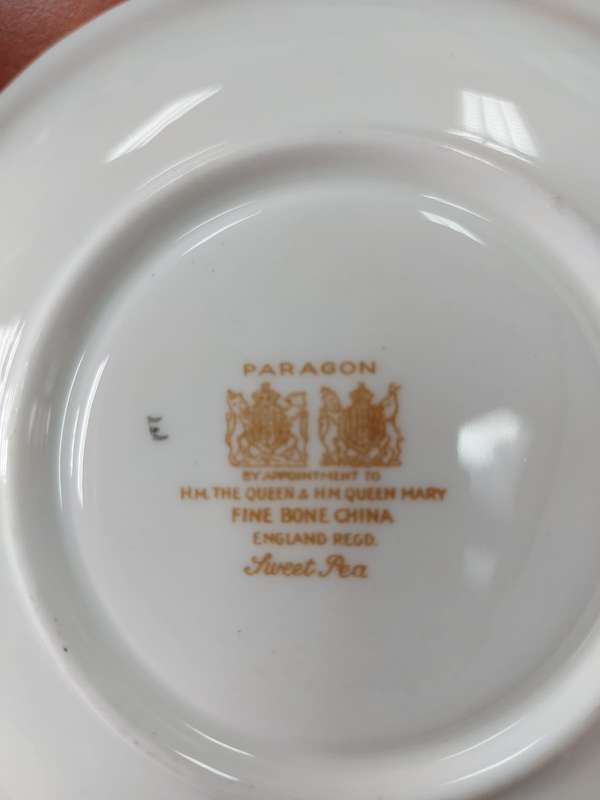 PARAGON
E
BY APPOINTMENT TO
H.M. THE QUEEN & H.M. QUEEN MARY
FINE BONE CHINA
ENGLAND REGD.
Sweet Pea